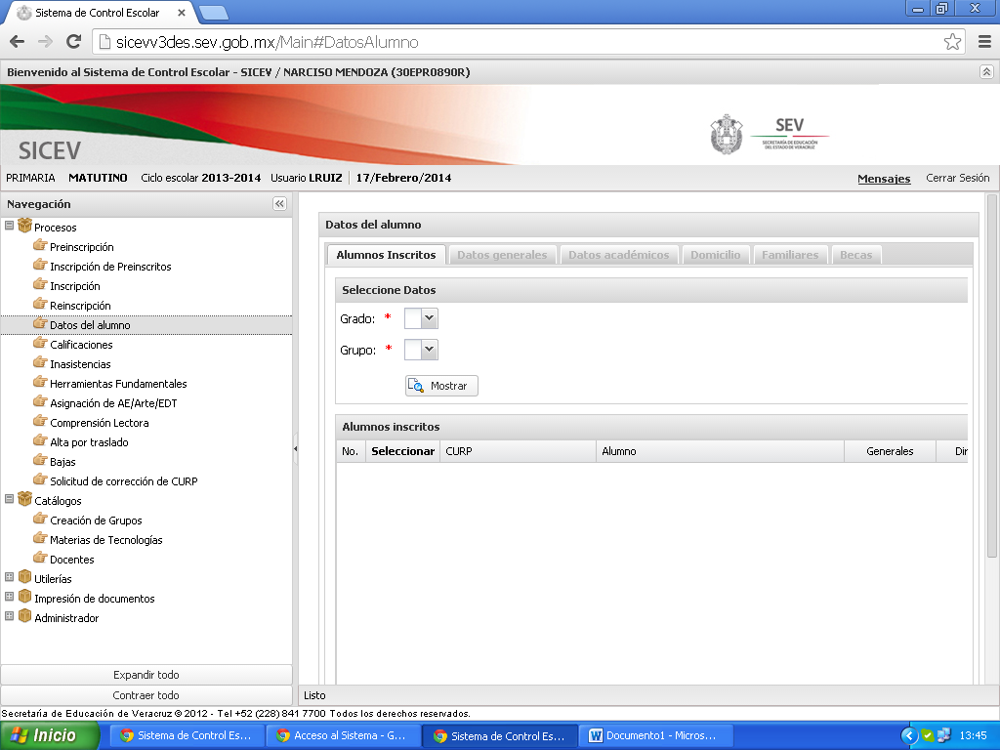 Sistema de Control Escolar
sicevv3des.sev.gob.mx/Main#DatosAlumno
Bienvenido al Sistema de Control Escolar - SICEV / NARCISO MENDOZA (30EPR0890R)
SICEV
SEV
SECRETARÍA DE EDUCACIÓN
DEL ESTADO DE VERACRUZ
PRIMARIA MATUTINO Ciclo escolar 2013-2014 Usuario LRUIZ 17/Febrero/2014 Mensajes Cerrar Sesión
Navegación
Procesos
Preinscripción
Inscripción de Preinscritos
Inscripción
Reinscripción
Datos del alumno
Calificaciones
Inasistencias
Herramientas Fundamentales
Asignación de AE/Arte/EDT
Comprensión Lectora
Alta por traslado
Bajas
Solicitud de corrección de CURP
Catálogos
Creación de Grupos
Materias de Tecnologías
Docentes
Utilerías
Impresión de documentos
Administrador
Expandir todo
Contraer todo
Datos del alumno
Alumnos Inscritos Datos generales Datos académicos Domicilio Familiares Becas
Seleccione Datos
Grado: *
Grupo: *
Mostrar
Alumnos inscritos
No. Seleccionar CURP Alumno Generales Dir
Listo
Secretaría de Educación de Veracruz © 2012 - Tel +52 (228) 841 7700 Todos los derechos reservados.
Inicio Sistema de Control Es... Acceso al Sistema - G... Sistema de Control Es... Documento1 - Micros... 13:45